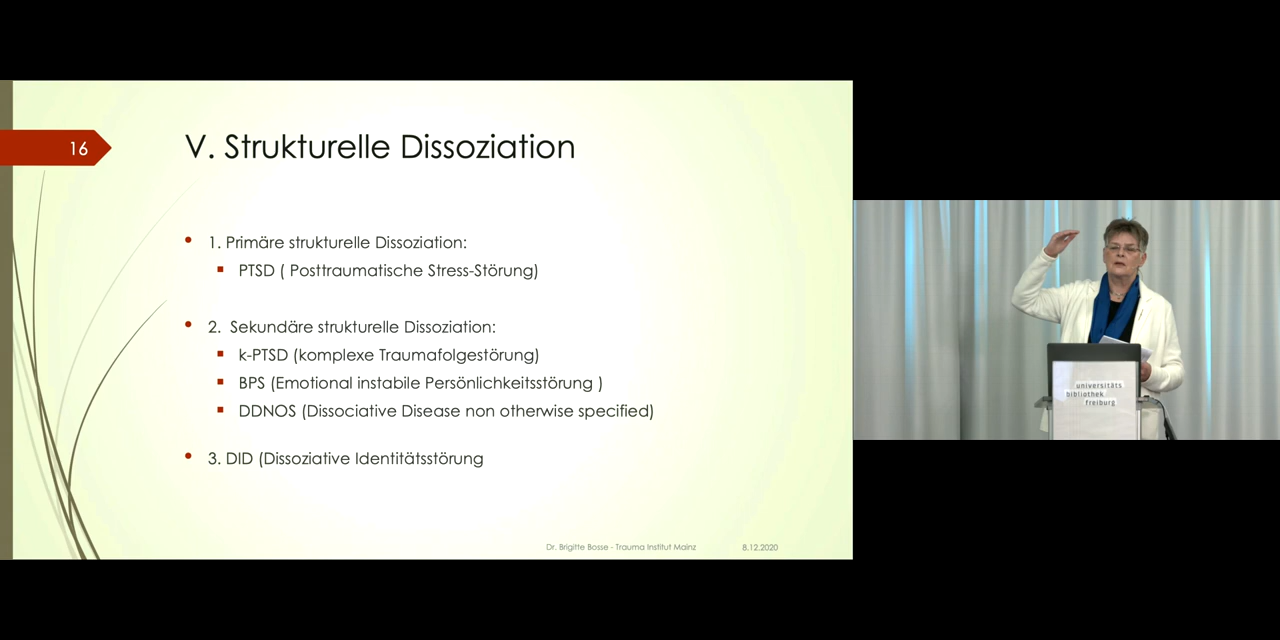 16
V. Strukturelle Dissoziation
• 1. Primäre strukturelle Dissoziation:
▪ PTSD ( Posttraumatische Stress-Störung)
• 2. Sekundäre strukturelle Dissoziation:
▪ k-PTSD (komplexe Traumafolgestörung)
▪ BPS (Emotional instabile Persönlichkeitsstörung )
▪ DDNOS (Dissociative Disease non otherwise specified)
• 3. DID (Dissoziative Identitätsstörung
Dr. Brigitte Bosse - Trauma Institut Mainz 8.12.2020
universitäts
bibliothek
freiburg